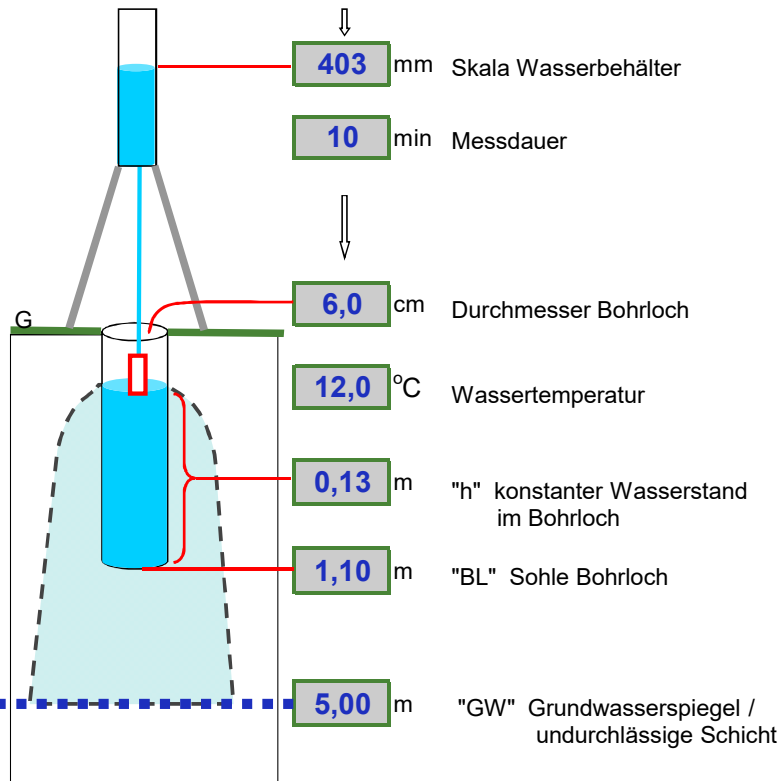 403 mm Skala Wasserbehälter
10 min Messdauer
G
6,0 cm Durchmesser Bohrloch
12,0 °C Wassertemperatur
0,13 m "h" konstanter Wasserstand
im Bohrloch
1,10 m "BL" Sohle Bohrloch
5,00 m "GW" Grundwasserspiegel /
undurchlässige Schicht